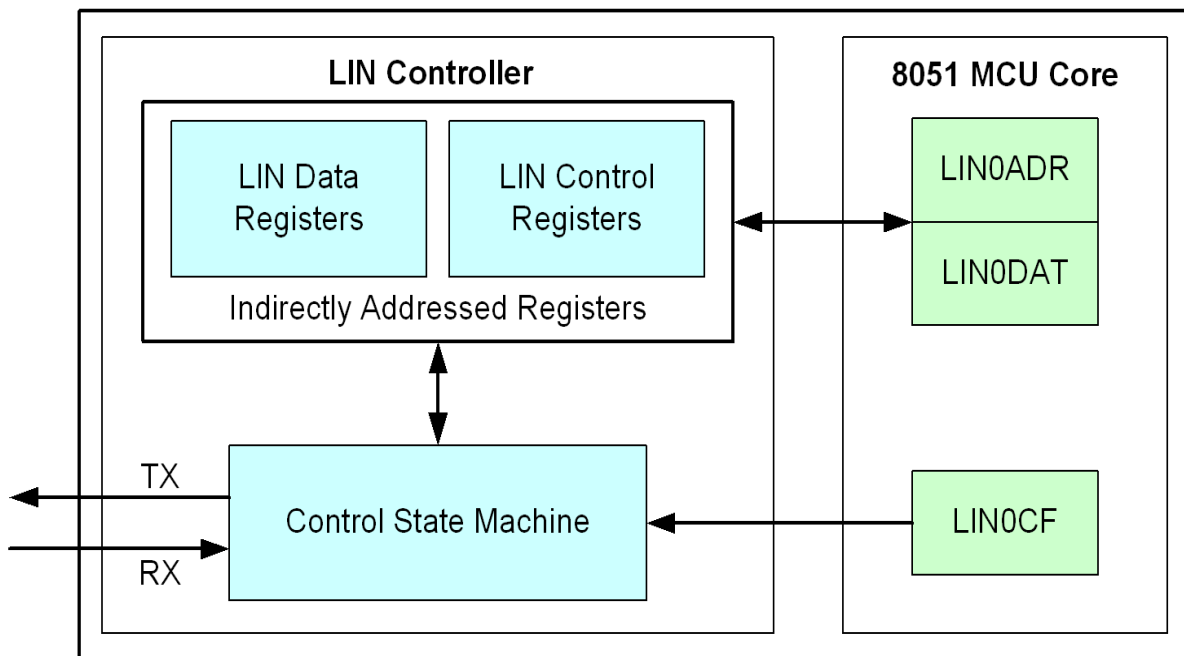 LIN Controller
LIN Data
Registers
LIN Control
Registers
Indirectly Addressed Registers
TX
RX
Control State Machine
8051 MCU Core
LIN0ADR
LIN0DAT
LIN0CF